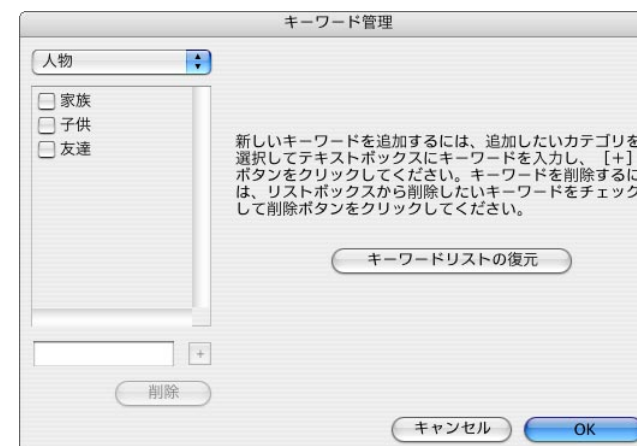 キーワード管理
人物
家族
子供
友達
新しいキーワードを追加するには、追加したいカテゴリを
選択してテキストボックスにキーワードを入力し、［+］
ボタンをクリックしてください。キーワードを削除するに
は、リストボックスから削除したいキーワードをチェック
して削除ボタンをクリックしてください。
キーワードリストの復元
+
削除
キャンセル
OK